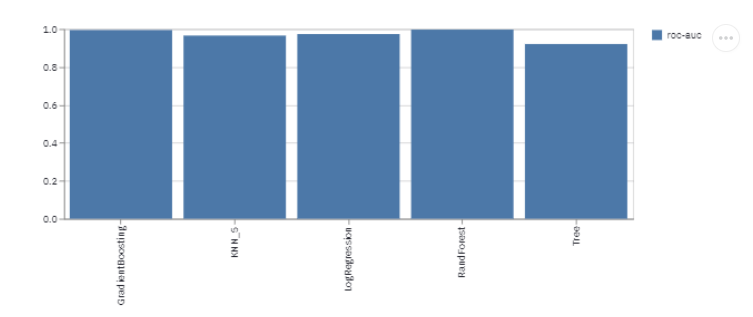 1.0
0.8
0.6
0.4
0.2
0.0
GradientBoosting
KNN_5
LogRegression
RandForest
Tree
roc-auc